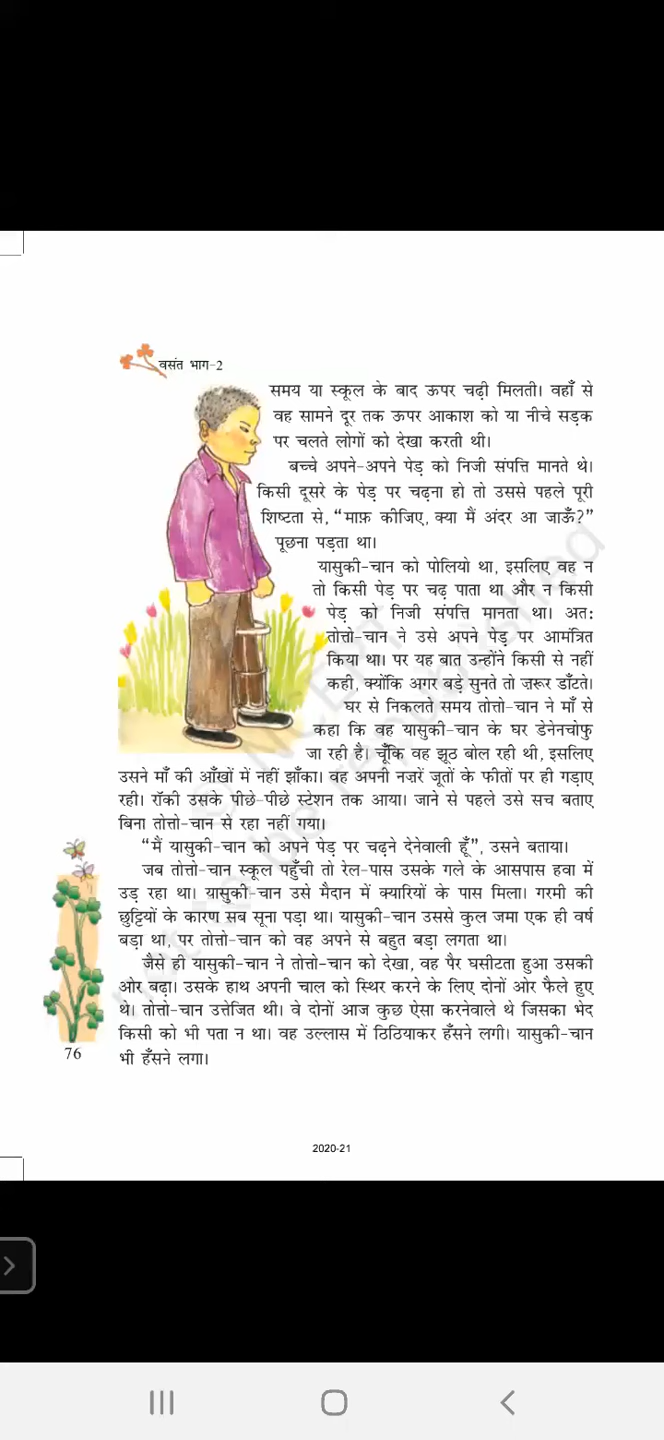 वसंत भाग-2
समय या स्कूल के बाद ऊपर चढ़ी मिलती। वहाँ से
वह सामने दूर तक ऊपर आकाश को या नीचे सड़क
पर चलते लोगों को देखा करती थी।
बच्चे अपने-अपने पेड़ को निजी संपत्ति मानते थे।
किसी दूसरे के पेड़ पर चढ़ना हो तो उससे पहले पूरी
शिष्टता से, “माफ़ कीजिए, क्या मैं अंदर आ जाऊँ?”
पूछना पड़ता था।
यासुकी-चान को पोलियो था, इसलिए वह न
तो किसी पेड़ पर चढ़ पाता था और न किसी
पेड़ को निजी संपत्ति मानता था। अतः
तोत्तो-चान ने उसे अपने पेड़ पर आमंत्रित
किया था। पर यह बात उन्होंने किसी से नहीं
कही, क्योंकि अगर बड़े सुनते तो ज़रूर डाँटते।
घर से निकलते समय तोत्तो-चान ने माँ से
कहा कि वह यासुकी-चान के घर डेनेनचोफु
जा रही है। चूँकि वह झूठ बोल रही थी, इसलिए
उसने माँ की आँखों में नहीं झाँका। वह अपनी नज़रें जूतों के फीतों पर ही गड़ाए
रही। रॉकी उसके पीछे-पीछे स्टेशन तक आया। जाने से पहले उसे सच बताए
बिना तोत्तो-चान से रहा नहीं गया।
“मैं यासुकी-चान को अपने पेड़ पर चढ़ने देनेवाली हूँ”, उसने बताया।
जब तोत्तो-चान स्कूल पहुँची तो रेल-पास उसके गले के आसपास हवा में
उड़ रहा था। यासुकी-चान उसे मैदान में क्यारियों के पास मिला। गरमी की
छुट्टियों के कारण सब सूना पड़ा था। यासुकी-चान उससे कुल जमा एक ही वर्ष
बड़ा था, पर तोत्तो-चान को वह अपने से बहुत बड़ा लगता था।
जैसे ही यासुकी-चान ने तोत्तो-चान को देखा, वह पैर घसीटता हुआ उसकी
ओर बढ़ा। उसके हाथ अपनी चाल को स्थिर करने के लिए दोनों ओर फैले हुए
थे। तोत्तो-चान उत्तेजित थी। वे दोनों आज कुछ ऐसा करनेवाले थे जिसका भेद
किसी को भी पता न था। वह उल्लास में ठिठियाकर हँसने लगी। यासुकी-चान
भी हँसने लगा।
76
2020-21
© NCERT
not to be republished